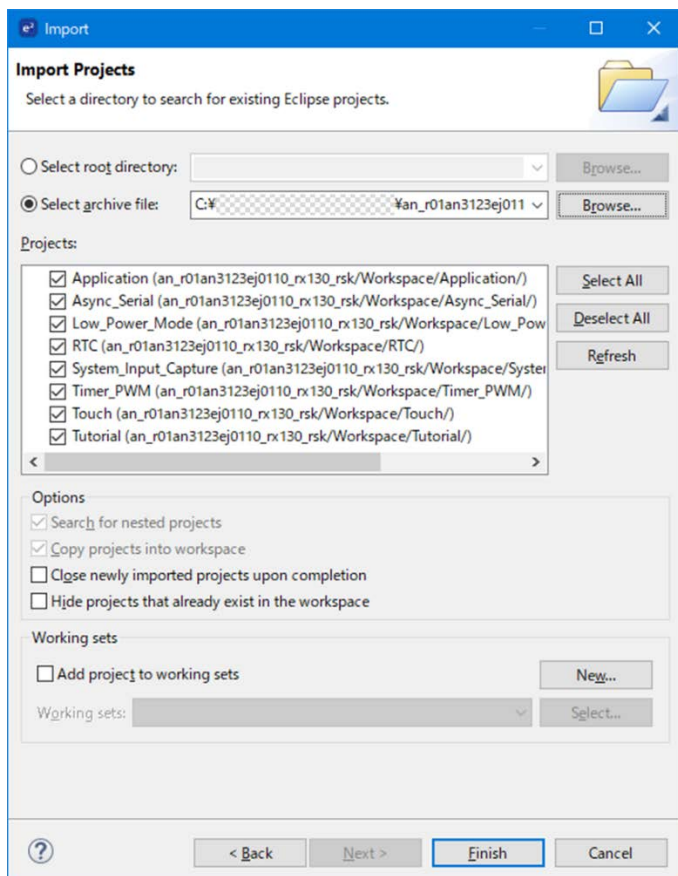 e² Import
Import Projects
Select a directory to search for existing Eclipse projects.
Select root directory: Browse...
Select archive file: C:¥ ¥an_r01an3123ej011 Browse...
Projects:
Application (an_r01an3123ej0110_rx130_rsk/Workspace/Application/) Select All
Async_Serial (an_r01an3123ej0110_rx130_rsk/Workspace/Async_Serial/)
Low_Power_Mode (an_r01an3123ej0110_rx130_rsk/Workspace/Low_Pow Deselect All
RTC (an_r01an3123ej0110_rx130_rsk/Workspace/RTC/) Refresh
System_Input_Capture (an_r01an3123ej0110_rx130_rsk/Workspace/System
Timer_PWM (an_r01an3123ej0110_rx130_rsk/Workspace/Timer_PWM/)
Touch (an_r01an3123ej0110_rx130_rsk/Workspace/Touch/)
Tutorial (an_r01an3123ej0110_rx130_rsk/Workspace/Tutorial/)
Options
Search for nested projects
Copy projects into workspace
Close newly imported projects upon completion
Hide projects that already exist in the workspace
Working sets
Add project to working sets New...
Working sets: Select...
? < Back Next > Finish Cancel